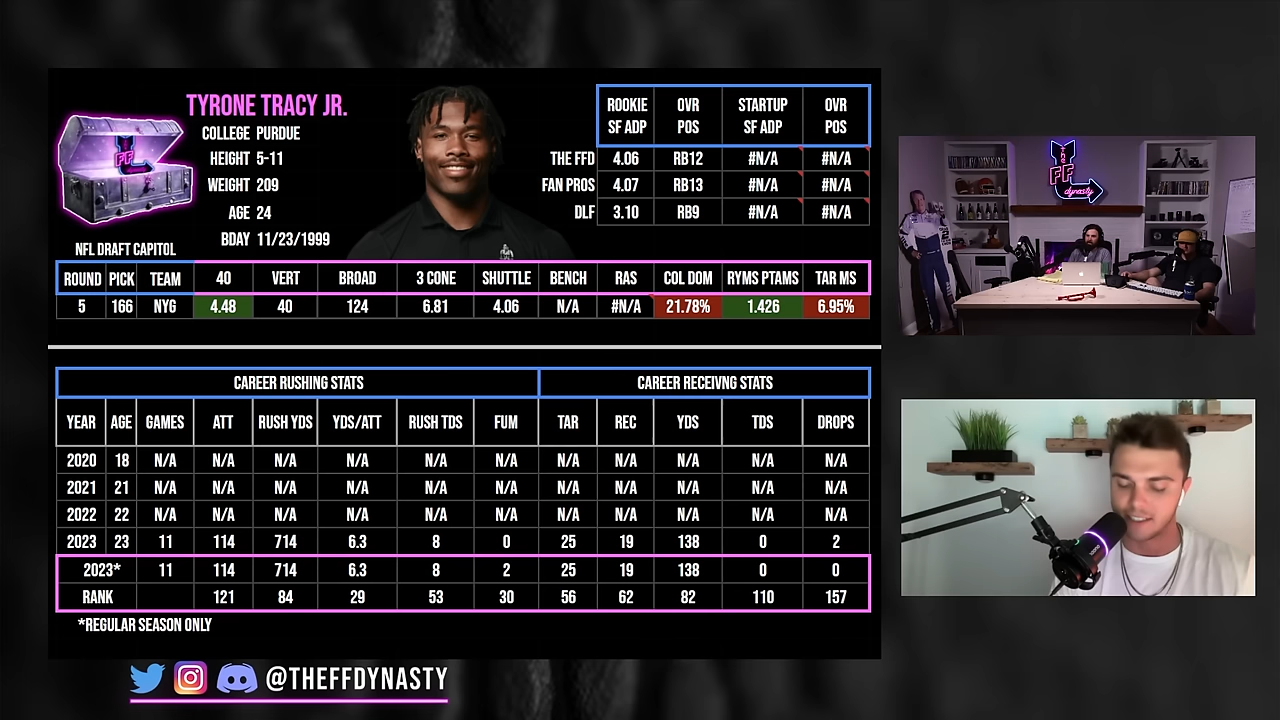 TYRONE TRACY JR.
COLLEGE PURDUE
HEIGHT 5-11
WEIGHT 209
AGE 24
BDAY 11/23/1999
FF
dynasty
NFL DRAFT CAPITOL
ROOKIE SF ADP OVR POS STARTUP SF ADP OVR POS
THE FFD 4.06 RB12 #N/A #N/A
FAN PROS 4.07 RB13 #N/A #N/A
DLF 3.10 RB9 #N/A #N/A
ROUND PICK TEAM 40 VERT BROAD 3 CONE SHUTTLE BENCH RAS COL DOM RYMS PTAMS TAR MS
5 166 NYG 4.48 40 124 6.81 4.06 N/A #N/A 21.78% 1.426 6.95%
CAREER RUSHING STATS CAREER RECEIVNG STATS
YEAR AGE GAMES ATT RUSH YDS YDS/ATT RUSH TDS FUM TAR REC YDS TDS DROPS
2020 18 N/A N/A N/A N/A N/A N/A N/A N/A N/A N/A N/A
2021 21 N/A N/A N/A N/A N/A N/A N/A N/A N/A N/A N/A
2022 22 N/A N/A N/A N/A N/A N/A N/A N/A N/A N/A N/A
2023 23 11 114 714 6.3 8 0 25 19 138 0 2
2023* 11 114 714 6.3 8 2 25 19 138 0 0
RANK 121 84 29 53 30 56 62 82 110 157
*REGULAR SEASON ONLY
@THEFFDYNASTY
FF
dynasty